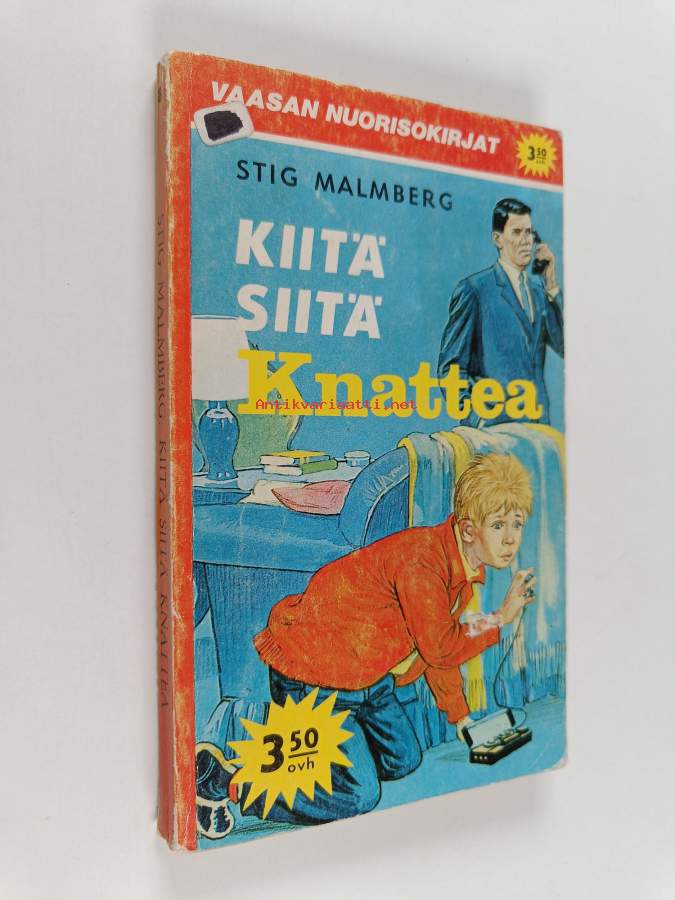 VAASAN NUORISOKIRJAT
3 50
ovh
STIG MALMBERG
KIITÄ
SIITÄ
Knattea
Antikvariaatti.net
3 50
ovh
STIG MALMBERG: KIITÄ SIITÄ KNATTEA